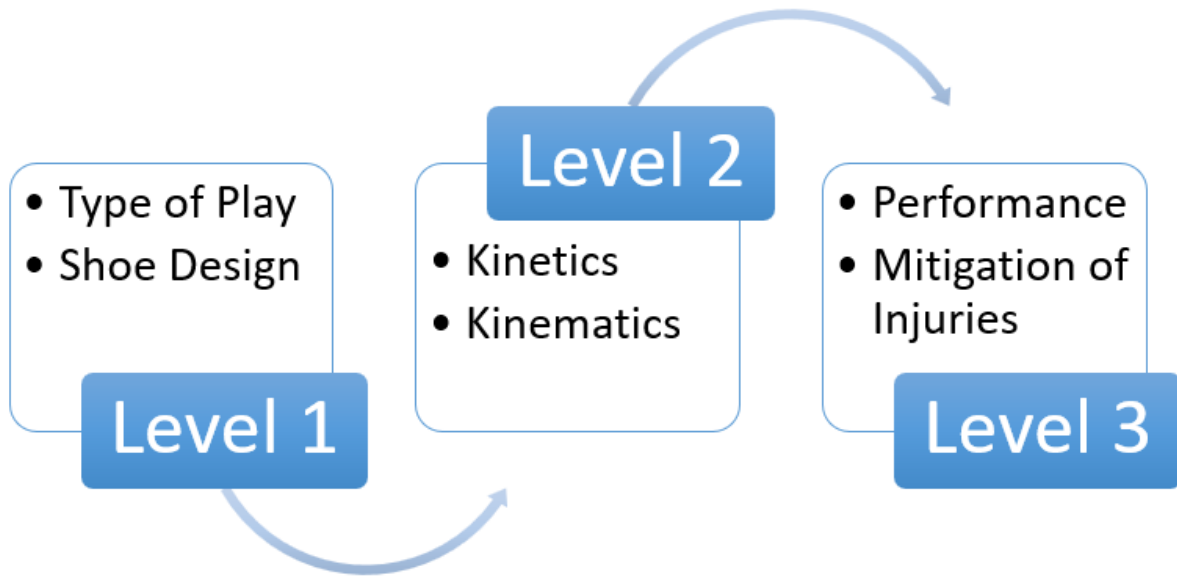 • Type of Play
• Shoe Design
Level 1
Level 2
• Kinetics
• Kinematics
• Performance
• Mitigation of
Injuries
Level 3